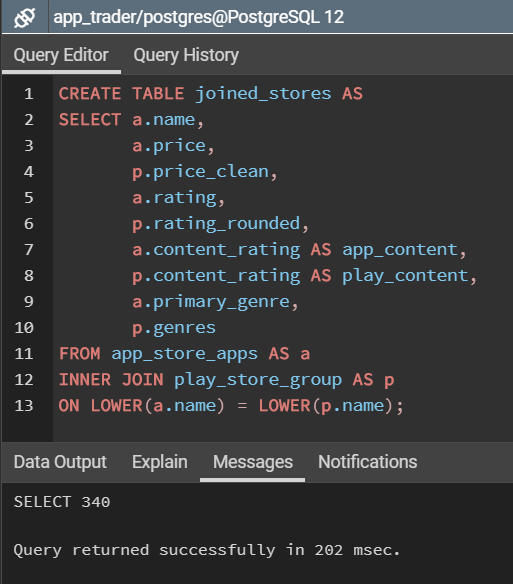 app_trader/postgres@PostgreSQL 12
Query Editor Query History
1 CREATE TABLE joined_stores AS
2 SELECT a.name,
3 a.price,
4 p.price_clean,
5 a.rating,
6 p.rating_rounded,
7 a.content_rating AS app_content,
8 p.content_rating AS play_content,
9 a.primary_genre,
10 p.genres
11 FROM app_store_apps AS a
12 INNER JOIN play_store_group AS p
13 ON LOWER(a.name) = LOWER(p.name);
Data Output Explain Messages Notifications
SELECT 340
Query returned successfully in 202 msec.